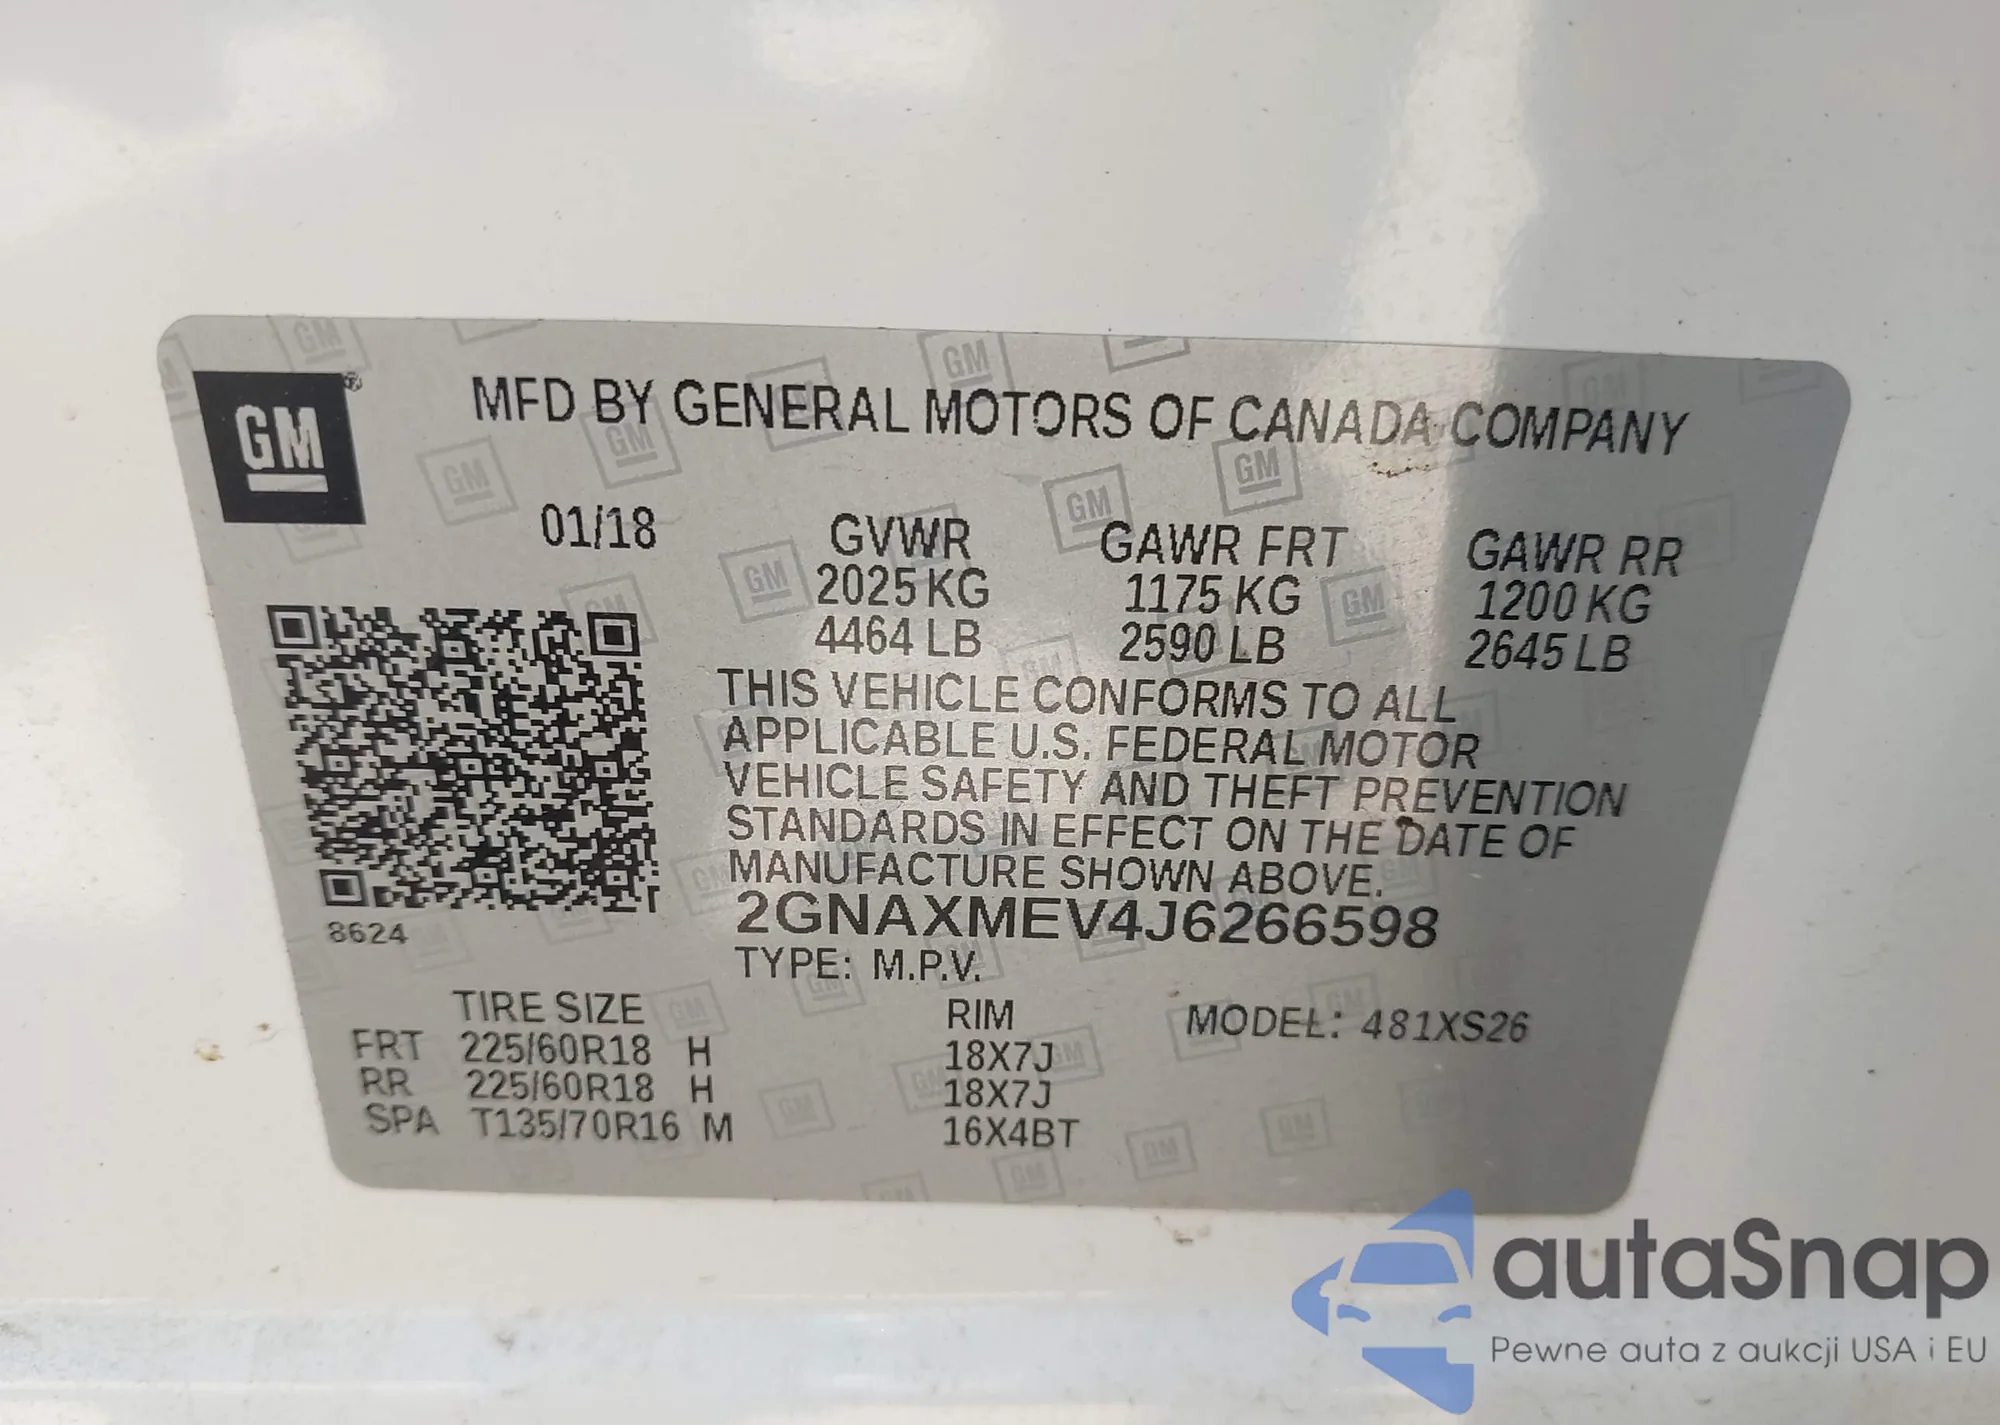 GM
MFD BY GENERAL MOTORS OF CANADA COMPANY
01/18 GVWR GAWR FRT GAWR RR
2025 KG 1175 KG 1200 KG
4464 LB 2590 LB 2645 LB
THIS VEHICLE CONFORMS TO ALL
APPLICABLE U.S. FEDERAL MOTOR
VEHICLE SAFETY AND THEFT PREVENTION
STANDARDS IN EFFECT ON THE DATE OF
MANUFACTURE SHOWN ABOVE.
2GNAXMEV4J6266598
8624
TYPE: M.P.V.
TIRE SIZE RIM MODEL: 481XS26
FRT 225/60R18 H 18X7J
RR 225/60R18 H 18X7J
SPA T135/70R16 M 16X4BT
autaSnap
Pewne auta z aukcji USA i EU